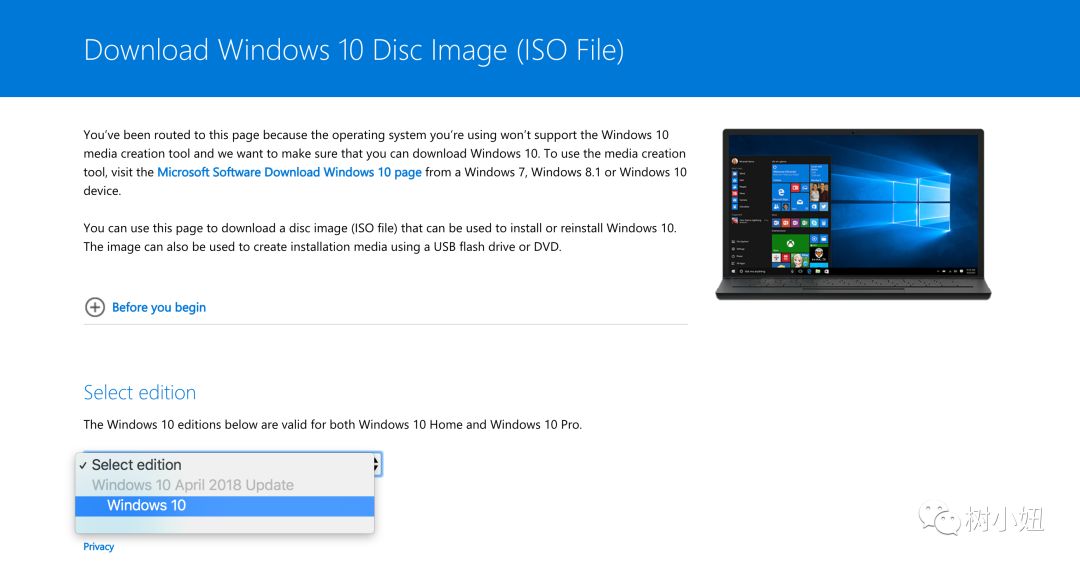 Download Windows 10 Disc Image (ISO File)
You’ve been routed to this page because the operating system you’re using won’t support the Windows 10
media creation tool and we want to make sure that you can download Windows 10. To use the media creation
tool, visit the Microsoft Software Download Windows 10 page from a Windows 7, Windows 8.1 or Windows 10
device.
You can use this page to download a disc image (ISO file) that can be used to install or reinstall Windows 10.
The image can also be used to create installation media using a USB flash drive or DVD.
Before you begin
Select edition
The Windows 10 editions below are valid for both Windows 10 Home and Windows 10 Pro.
✓ Select edition
Windows 10 April 2018 Update
Windows 10
Privacy
树小妞